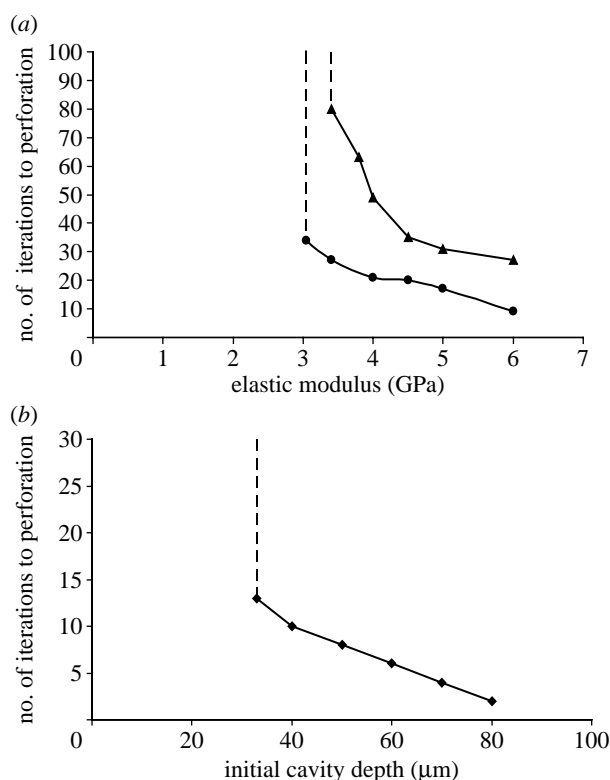 (a)
no. of iterations to perforation
100
90
80
70
60
50
40
30
20
10
0
1 2 3 4 5 6 7
elastic modulus (GPa)
(b)
no. of iterations to perforation
30
25
20
15
10
5
0
20 40 60 80 100
initial cavity depth (μm)